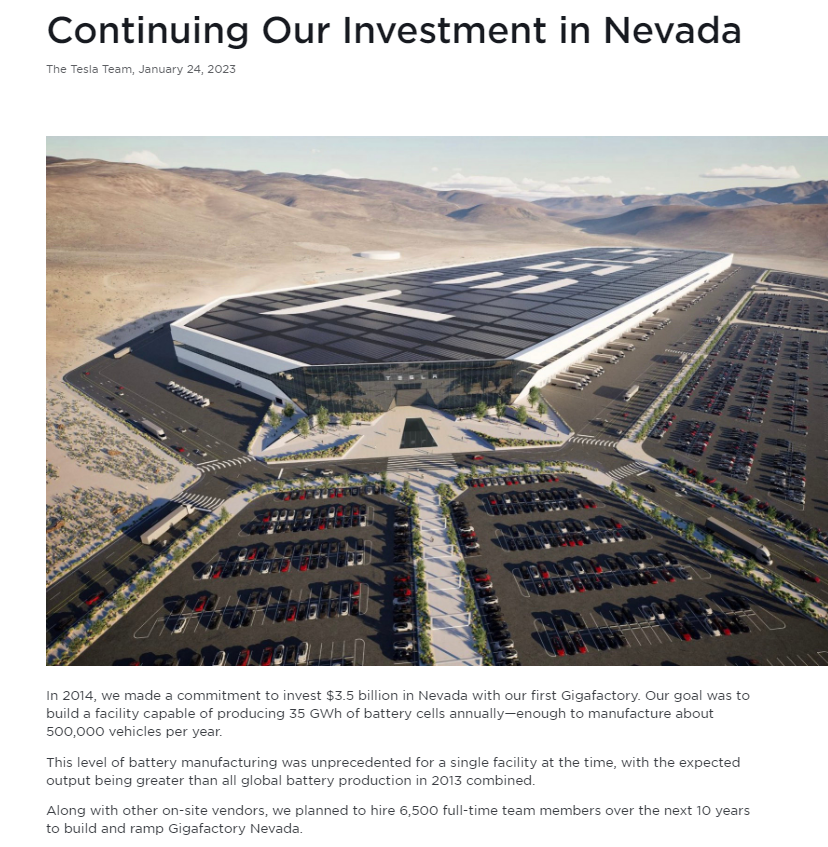 Continuing Our Investment in Nevada
The Tesla Team, January 24, 2023
TESLA
TESLA
In 2014, we made a commitment to invest $3.5 billion in Nevada with our first Gigafactory. Our goal was to
build a facility capable of producing 35 GWh of battery cells annually—enough to manufacture about
500,000 vehicles per year.
This level of battery manufacturing was unprecedented for a single facility at the time, with the expected
output being greater than all global battery production in 2013 combined.
Along with other on-site vendors, we planned to hire 6,500 full-time team members over the next 10 years
to build and ramp Gigafactory Nevada.